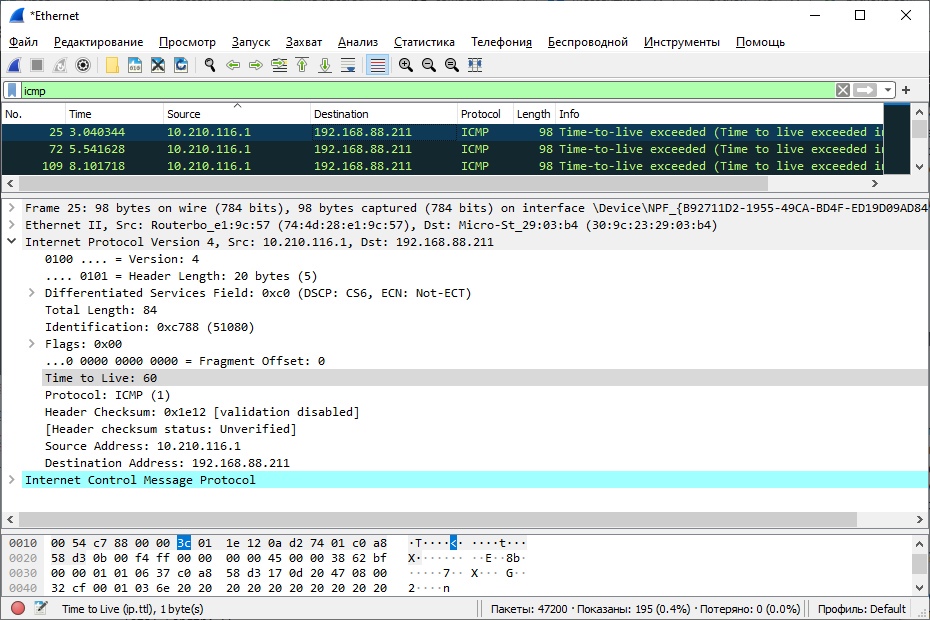 *Ethernet
Файл Редактирование Просмотр Запуск Захват Анализ Статистика Телефония Беспроводной Инструменты Помощь
icmp
No. Time Source Destination Protocol Length Info
25 3.040344 10.210.116.1 192.168.88.211 ICMP 98 Time-to-live exceeded (Time to live exceeded in
72 5.541628 10.210.116.1 192.168.88.211 ICMP 98 Time-to-live exceeded (Time to live exceeded in
109 8.101718 10.210.116.1 192.168.88.211 ICMP 98 Time-to-live exceeded (Time to live exceeded in
Frame 25: 98 bytes on wire (784 bits), 98 bytes captured (784 bits) on interface \Device\NPF_{B92711D2-1955-49CA-BD4F-ED19D09AD84
Ethernet II, Src: Routerbo_e1:9c:57 (74:4d:28:e1:9c:57), Dst: Micro-St_29:03:b4 (30:9c:23:29:03:b4)
Internet Protocol Version 4, Src: 10.210.116.1, Dst: 192.168.88.211
0100 .... = Version: 4
.... 0101 = Header Length: 20 bytes (5)
Differentiated Services Field: 0xc0 (DSCP: CS6, ECN: Not-ECT)
Total Length: 84
Identification: 0xc788 (51080)
Flags: 0x00
...0 0000 0000 0000 = Fragment Offset: 0
Time to Live: 60
Protocol: ICMP (1)
Header Checksum: 0x1e12 [validation disabled]
[Header checksum status: Unverified]
Source Address: 10.210.116.1
Destination Address: 192.168.88.211
Internet Control Message Protocol
0010 00 54 c7 88 00 00 3c 01 1e 12 0a d2 74 01 c0 a8 ·T····<· ····t···
0020 58 d3 0b 00 f4 ff 00 00 00 00 45 00 00 38 62 bf X······· ··E··8b·
0030 00 00 01 01 06 37 c0 a8 58 d3 17 0d 20 47 08 00 ·····7·· X··· G··
0040 32 cf 00 01 03 6e 20 20 20 20 20 20 20 20 20 20 2····n
Time to Live (ip.ttl), 1 byte(s) Пакеты: 47200 · Показаны: 195 (0.4%) · Потеряно: 0 (0.0%) Профиль: Default